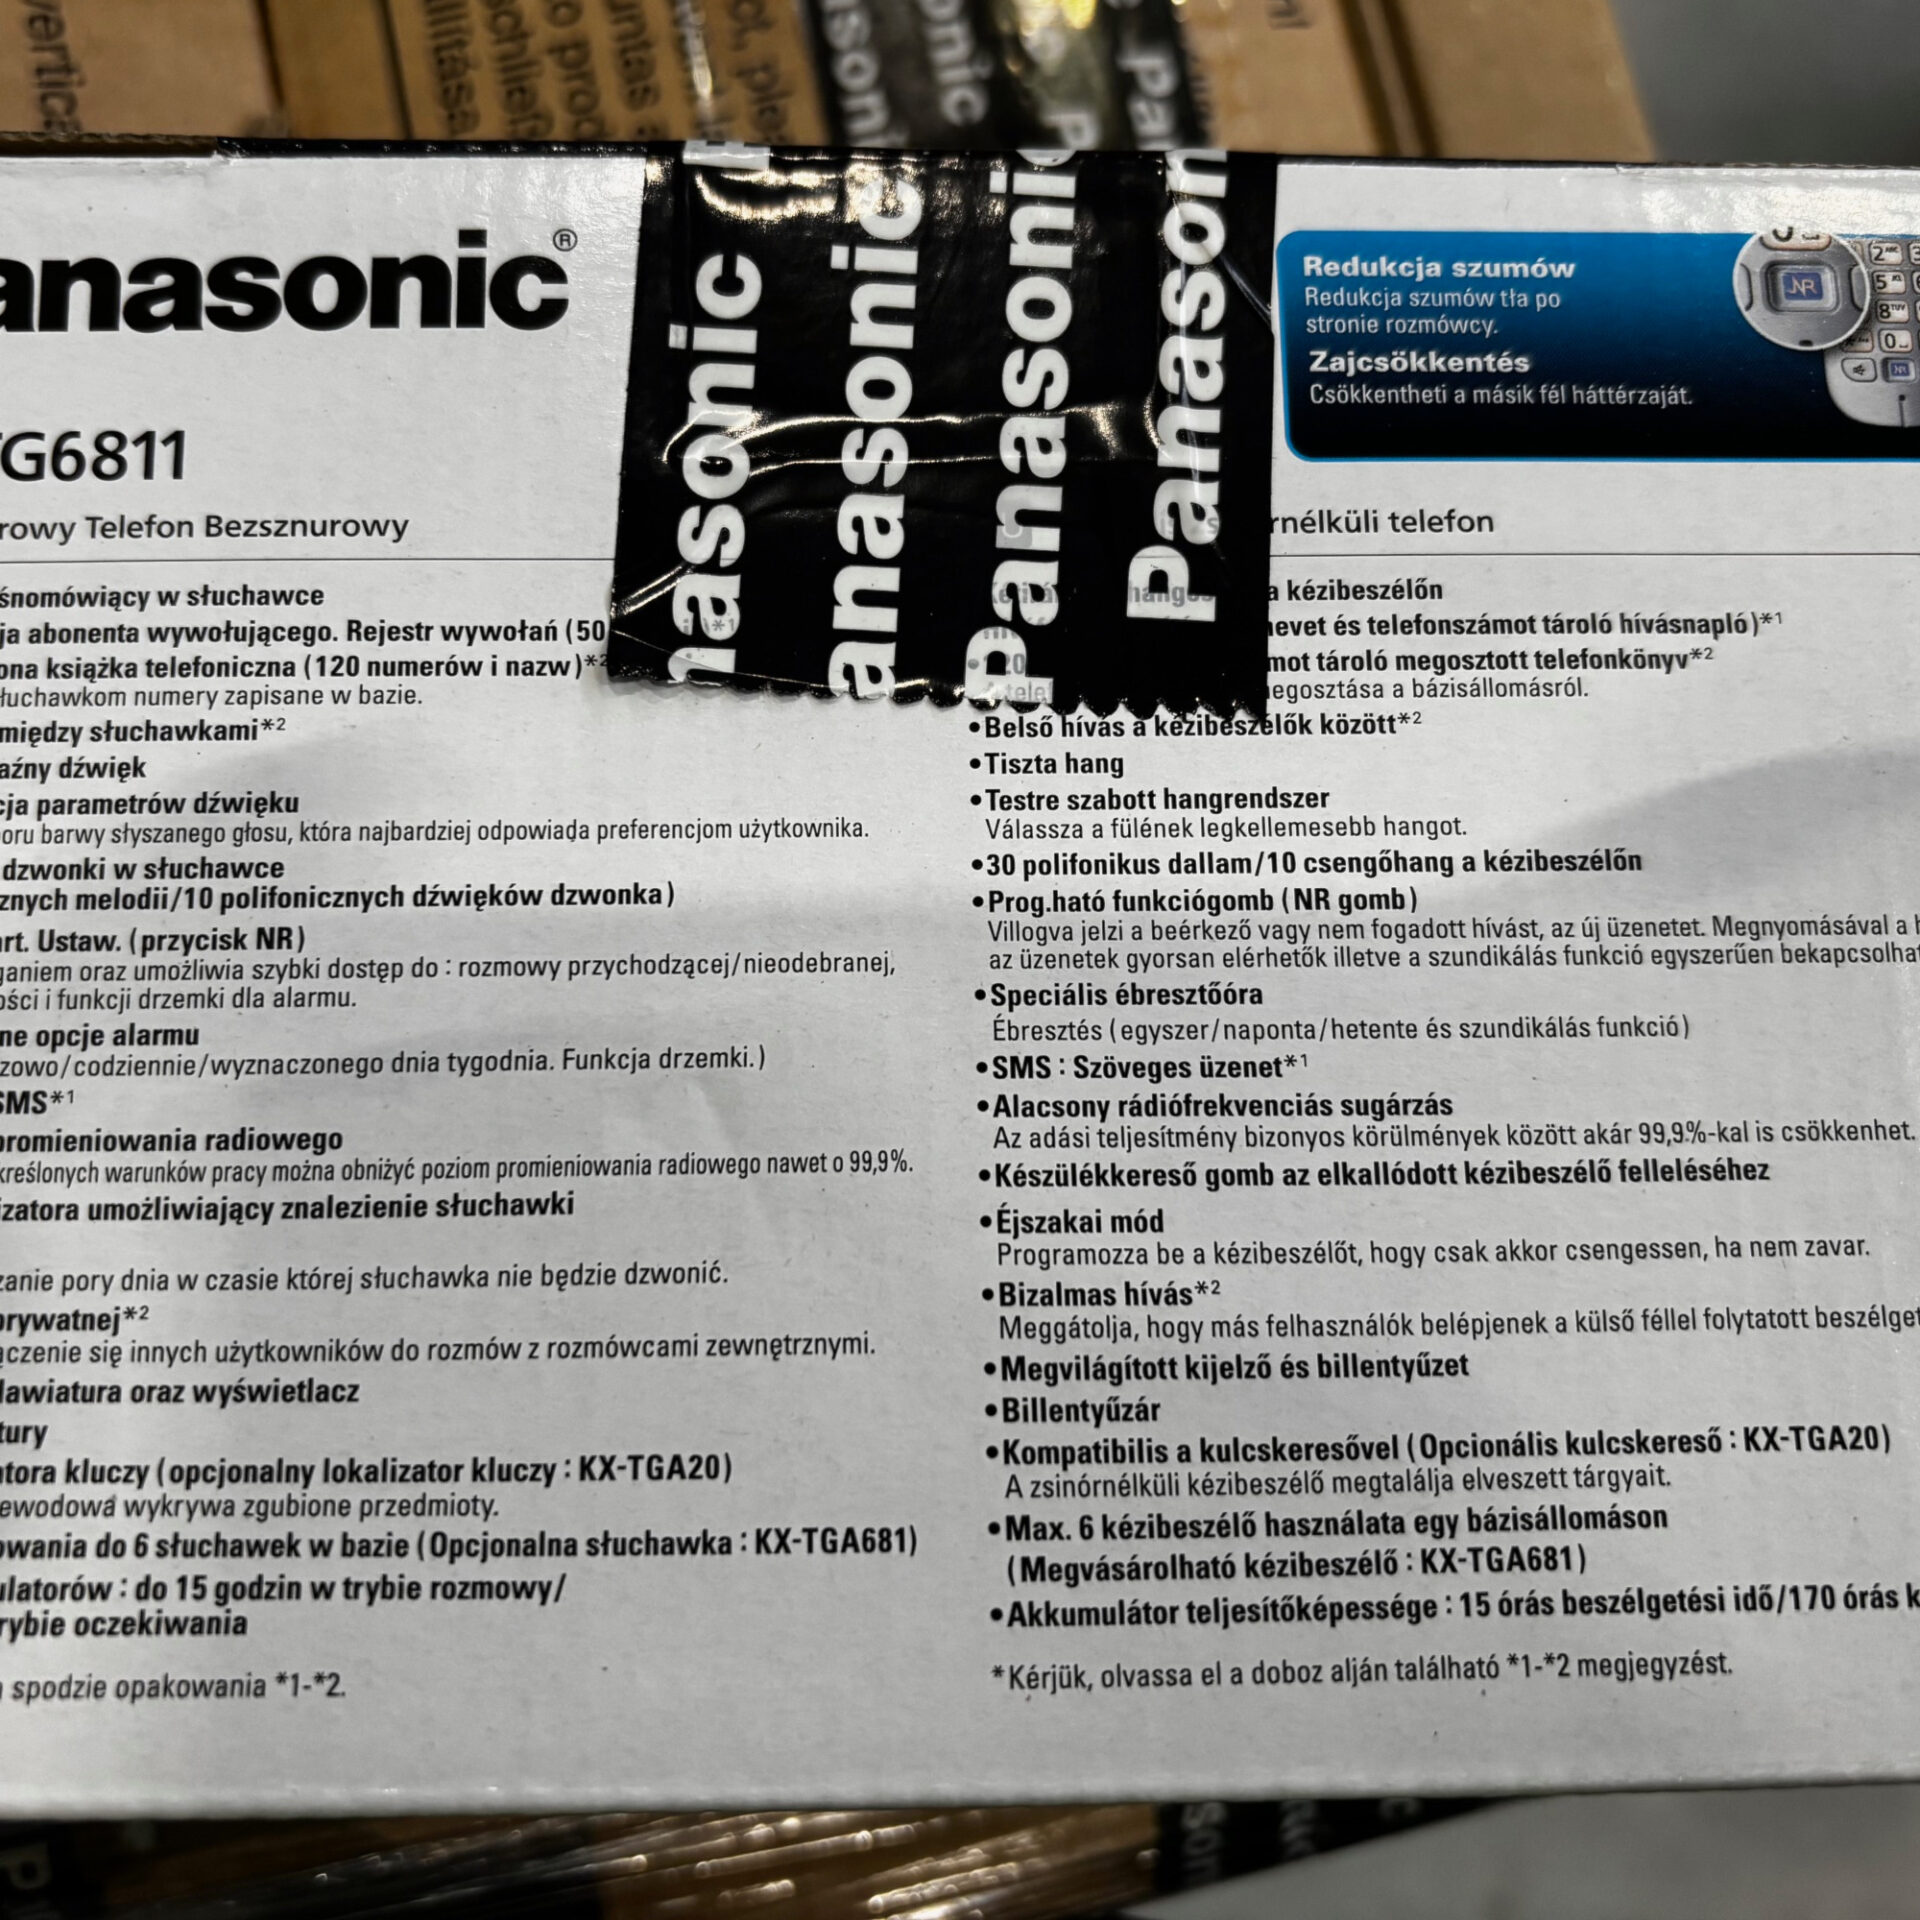 anasonic®
G6811
rowy Telefon Bezsznurowy
śnomówiący w słuchawce
ja abonenta wywołującego. Rejestr wywołań (50
ona książka telefoniczna (120 numerów i nazw)*2
łuchawkom numery zapisane w bazie.
między słuchawkami*2
aźny dźwięk
cja parametrów dźwięku
oru barwy słyszanego głosu, która najbardziej odpowiada preferencjom użytkownika.
dzwonki w słuchawce
znych melodii/10 polifonicznych dźwięków dzwonka)
art. Ustaw. (przycisk NR)
ganiem oraz umożliwia szybki dostęp do : rozmowy przychodzącej/nieodebranej,
ości i funkcji drzemki dla alarmu.
ne opcje alarmu
zowo/codziennie/wyznaczonego dnia tygodnia. Funkcja drzemki.)
SMS*1
promieniowania radiowego
kreślonych warunków pracy można obniżyć poziom promieniowania radiowego nawet o 99,9%.
izatora umożliwiający znalezienie słuchawki
zanie pory dnia w czasie której słuchawka nie będzie dzwonić.
prywatnej*2
ączenie się innych użytkowników do rozmów z rozmówcami zewnętrznymi.
lawiatura oraz wyświetlacz
tury
atora kluczy (opcjonalny lokalizator kluczy : KX-TGA20)
ewodowa wykrywa zgubione przedmioty.
owania do 6 słuchawek w bazie (Opcjonalna słuchawka : KX-TGA681)
ulatorów : do 15 godzin w trybie rozmowy/
rybie oczekiwania
spodzie opakowania *1-*2.
nasonic
anasonic
Panasonic
Panason
Redukcja szumów
Redukcja szumów tła po
stronie rozmówcy.
Zajcsökkentés
Csökkentheti a másik fél háttérzaját.
NR
rnélküli telefon
a kézibeszélőn
nevet és telefonszámot tároló hívásnapló)*1
mot tároló megosztott telefonkönyv*2
egosztása a bázisállomásról.
•Belső hívás a kézibeszélők között*2
•Tiszta hang
•Testre szabott hangrendszer
Válassza a fülének legkellemesebb hangot.
•30 polifonikus dallam/10 csengőhang a kézibeszélőn
•Prog.ható funkciógomb (NR gomb)
Villogva jelzi a beérkező vagy nem fogadott hívást, az új üzenetet. Megnyomásával a h
az üzenetek gyorsan elérhetők illetve a szundikálás funkció egyszerűen bekapcsolhat
•Speciális ébresztőóra
Ébresztés (egyszer/naponta/hetente és szundikálás funkció)
•SMS : Szöveges üzenet*1
•Alacsony rádiófrekvenciás sugárzás
Az adási teljesítmény bizonyos körülmények között akár 99,9%-kal is csökkenhet.
•Készülékkereső gomb az elkallódott kézibeszélő felleléséhez
•Éjszakai mód
Programozza be a kézibeszélőt, hogy csak akkor csengessen, ha nem zavar.
•Bizalmas hívás*2
Meggátolja, hogy más felhasználók belépjenek a külső féllel folytatott beszélget
•Megvilágított kijelző és billentyűzet
•Billentyűzár
•Kompatibilis a kulcskeresővel (Opcionális kulcskereső : KX-TGA20)
A zsinórnélküli kézibeszélő megtalálja elveszett tárgyait.
•Max. 6 kézibeszélő használata egy bázisállomáson
(Megvásárolható kézibeszélő : KX-TGA681)
•Akkumulátor teljesítőképessége : 15 órás beszélgetési idő/170 órás k
*Kérjük, olvassa el a doboz alján található *1-*2 megjegyzést.